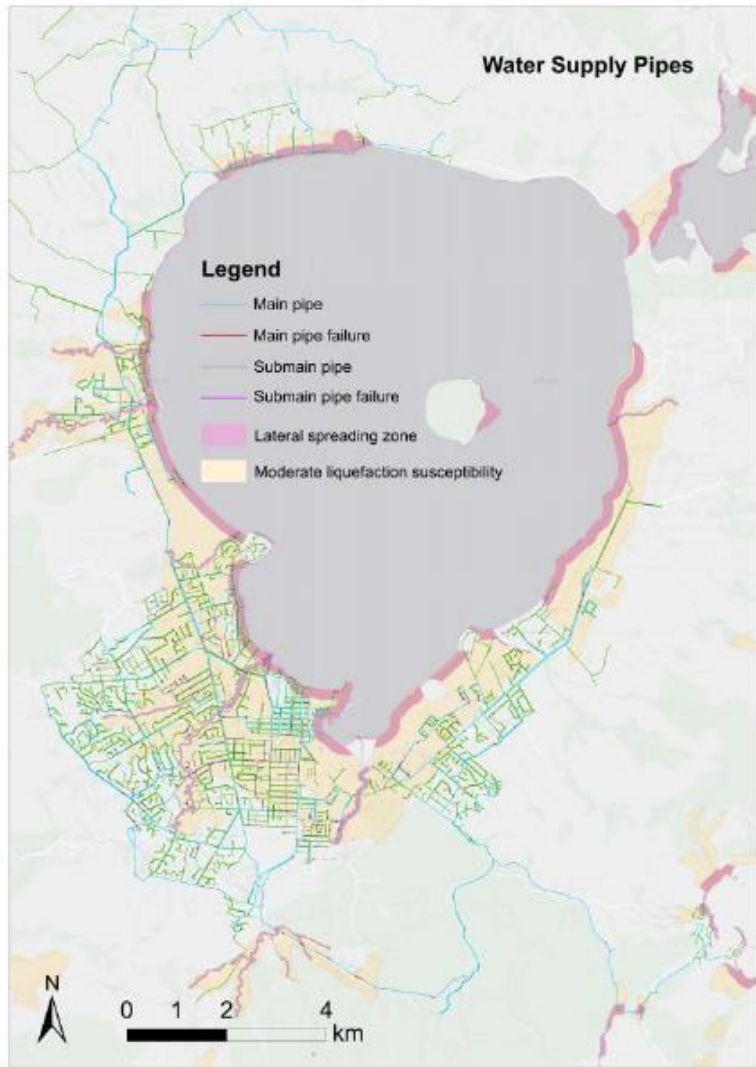 Water Supply Pipes
Legend
Main pipe
Main pipe failure
Submain pipe
Submain pipe failure
Lateral spreading zone
Moderate liquefaction susceptibility
N
0 1 2 4
km